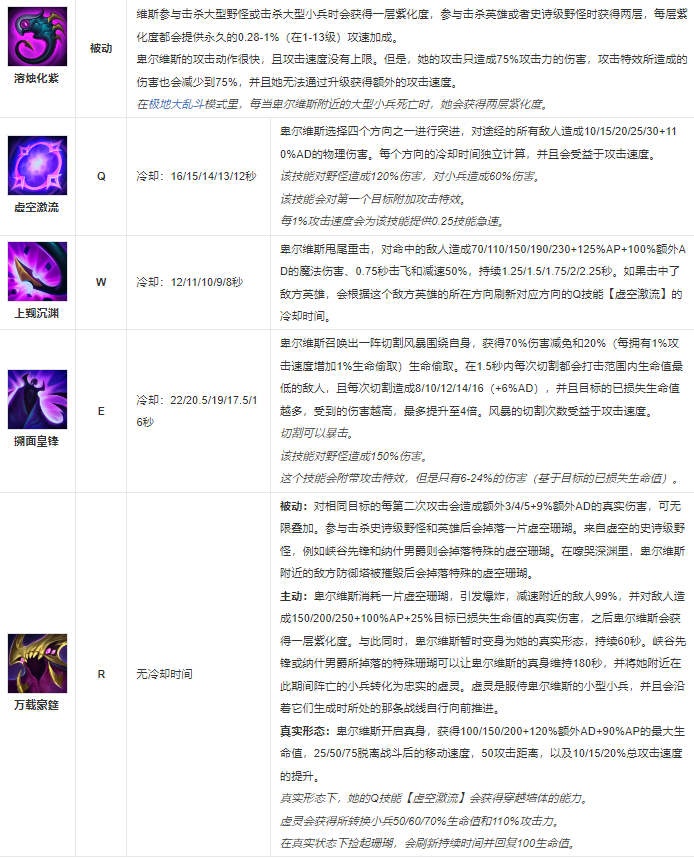 溶烛化紫
被动
维斯参与击杀大型野怪或击杀大型小兵时会获得一层紫化度，参与击杀英雄或者史诗级野怪时获得两层，每层紫
化度都会提供永久的0.28-1%（在1-13级）攻速加成。
卑尔维斯的攻击动作很快，且攻击速度没有上限。但是，她的攻击只造成75%攻击力的伤害，攻击特效所造成的
伤害也会减少到75%，并且她无法通过升级获得额外的攻击速度。
在极地大乱斗模式里，每当卑尔维斯附近的大型小兵死亡时，她会获得两层紫化度。
虚空激流
Q
冷却：16/15/14/13/12秒
卑尔维斯选择四个方向之一进行突进，对途经的所有敌人造成10/15/20/25/30+11
0%AD的物理伤害。每个方向的冷却时间独立计算，并且会受益于攻击速度。
该技能对野怪造成120%伤害，对小兵造成60%伤害。
该技能会对第一个目标附加攻击特效。
每1%攻击速度会为该技能提供0.25技能急速。
上觐沉渊
W
冷却：12/11/10/9/8秒
卑尔维斯甩尾重击，对命中的敌人造成70/110/150/190/230+125%AP+100%额外A
D的魔法伤害、0.75秒击飞和减速50%，持续1.25/1.5/1.75/2/2.25秒。如果击中了
敌方英雄，会根据这个敌方英雄的所在方向刷新对应方向的Q技能【虚空激流】的
冷却时间。
搠面皇锋
E
冷却：22/20.5/19/17.5/1
6秒
卑尔维斯召唤出一阵切割风暴围绕自身，获得70%伤害减免和20%（每拥有1%攻
击速度增加1%生命偷取）生命偷取。在1.5秒内每次切割都会打击范围内生命值最
低的敌人，且每次切割造成8/10/12/14/16（+6%AD），并且目标的已损失生命值
越多，受到的伤害越高，最多提升至4倍。风暴的切割次数受益于攻击速度。
切割可以暴击。
该技能对野怪造成150%伤害。
这个技能会附带攻击特效，但是只有6-24%的伤害（基于目标的已损失生命值）。
万载豪筵
R
无冷却时间
被动：对相同目标的每第二次攻击会造成额外3/4/5+9%额外AD的真实伤害，可无
限叠加。参与击杀史诗级野怪和英雄后会掉落一片虚空珊瑚。来自虚空的史诗级野
怪，例如峡谷先锋和纳什男爵则会掉落特殊的虚空珊瑚。在嚎哭深渊里，卑尔维斯
附近的敌方防御塔被摧毁后会掉落特殊的虚空珊瑚。
主动：卑尔维斯消耗一片虚空珊瑚，引发爆炸，减速附近的敌人99%，并对敌人造
成150/200/250+100%AP+25%目标已损失生命值的真实伤害，之后卑尔维斯会获
得一层紫化度。与此同时，卑尔维斯暂时变身为她的真实形态，持续60秒。峡谷先
锋或纳什男爵所掉落的特殊珊瑚可以让卑尔维斯的真身维持180秒，并将她附近在
此期间阵亡的小兵转化为忠实的虚灵。虚灵是服侍卑尔维斯的小型小兵，并且会沿
着它们生成时所处的那条战线自行向前推进。
真实形态：卑尔维斯开启真身，获得100/150/200+120%额外AD+90%AP的最大生
命值，25/50/75脱离战斗后的移动速度，50攻击距离，以及10/15/20%总攻击速度
的提升。
真实形态下，她的Q技能【虚空激流】会获得穿越墙体的能力。
虚灵会获得所转换小兵50/60/70%生命值和110%攻击力。
在真实状态下捡起珊瑚，会刷新持续时间并回复100生命值。